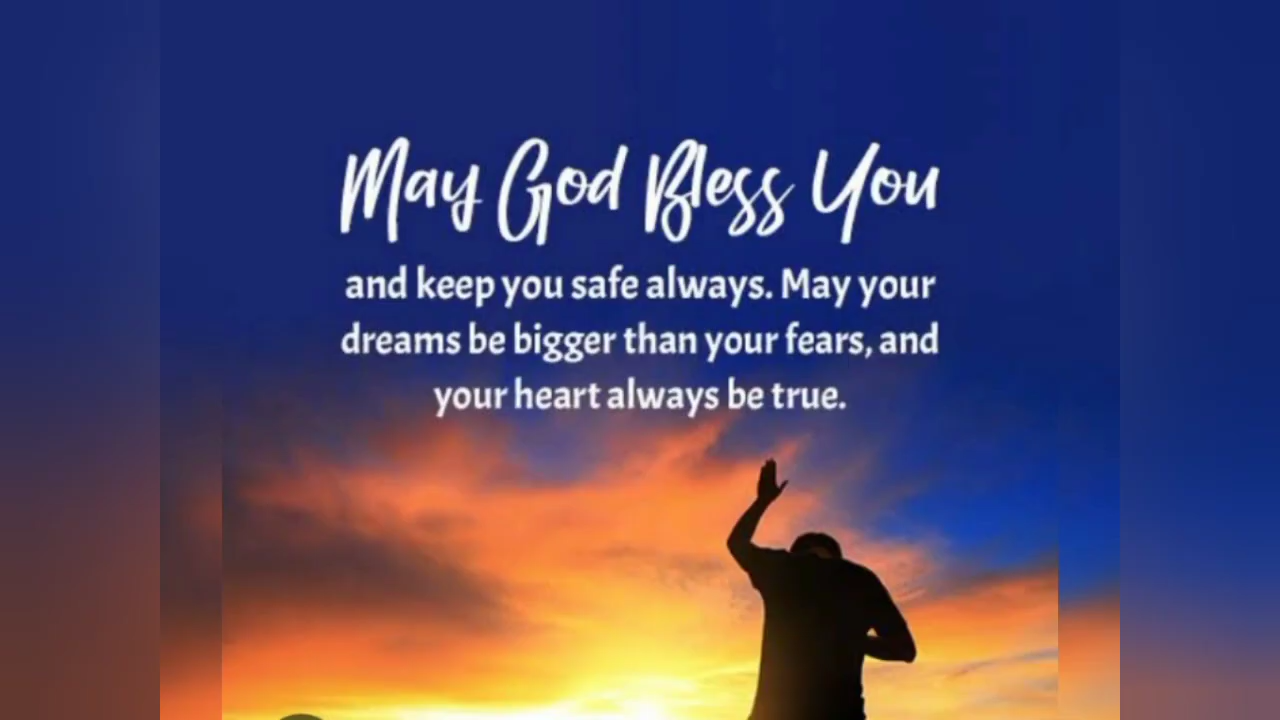 May God Bless You
and keep you safe always. May your
dreams be bigger than your fears, and
your heart always be true.